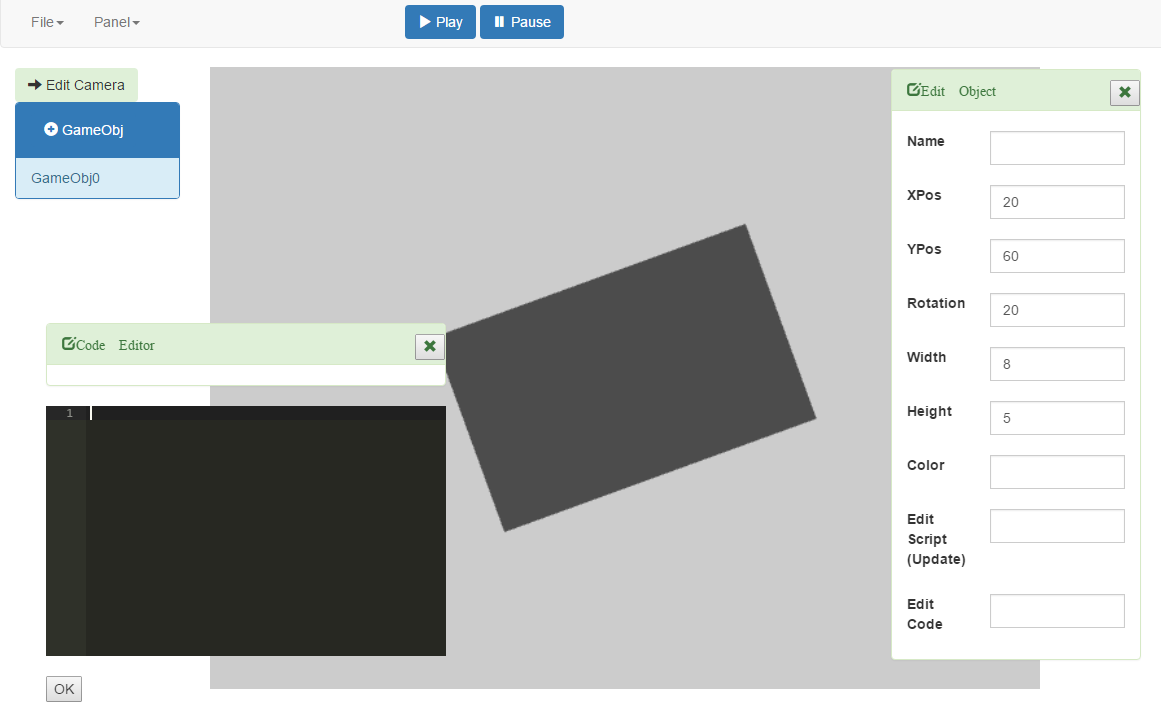 File Panel Play Pause
Edit Camera
GameObj
GameObj0
Code Editor
1
OK
Edit Object
Name
XPos 20
YPos 60
Rotation 20
Width 8
Height 5
Color
Edit
Script
(Update)
Edit
Code